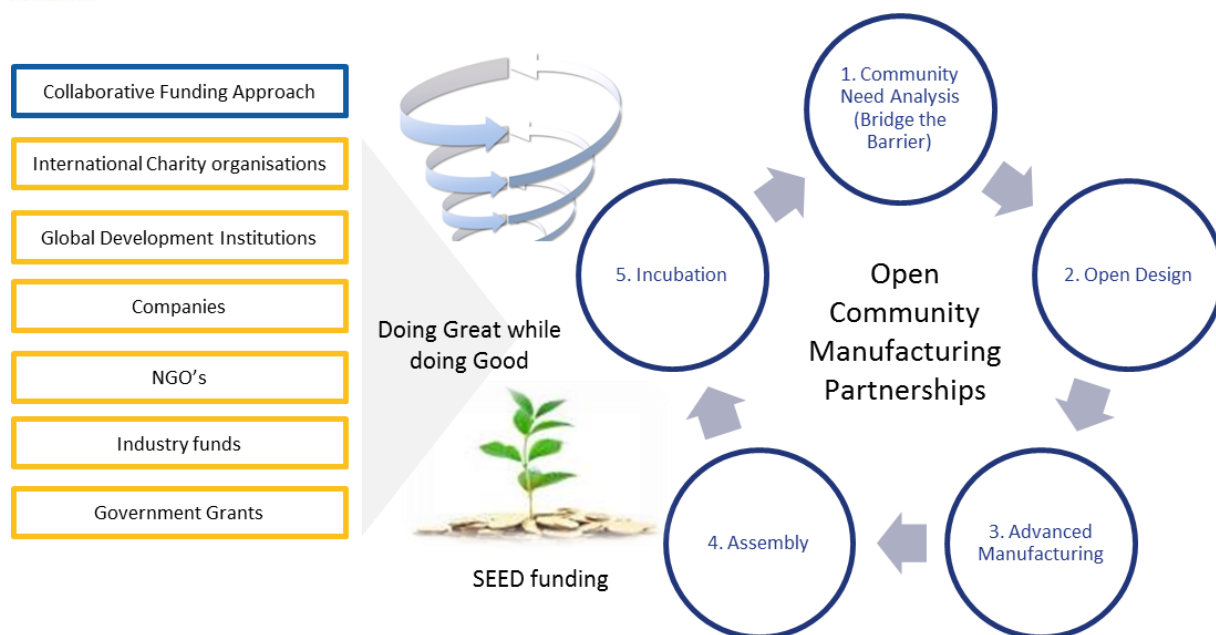 Collaborative Funding Approach
International Charity organisations
Global Development Institutions
Companies
NGO's
Industry funds
Government Grants
Doing Great while
doing Good
SEED funding
1. Community
Need Analysis
(Bridge the
Barrier)
2. Open Design
3. Advanced
Manufacturing
4. Assembly
5. Incubation
Open
Community
Manufacturing
Partnerships